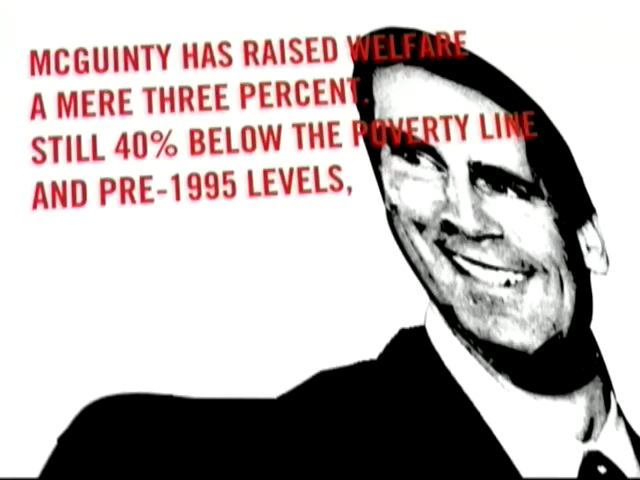 MCGUINTY HAS RAISED WELFARE
A MERE THREE PERCENT.
STILL 40% BELOW THE POVERTY LINE
AND PRE-1995 LEVELS,